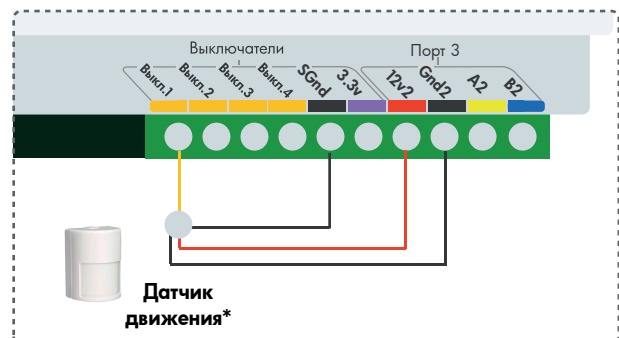 Выключатели Порт 3
Выкл.1 Выкл.2 Выкл.3 Выкл.4 SGnd 3.3v 12v2 Gnd2 A2 B2
Датчик
движения*